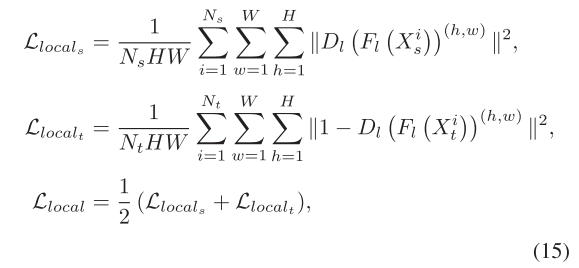 $\mathcal{L}_{local_s} = \frac{1}{N_s HW} \sum_{i=1}^{N_s} \sum_{w=1}^{W} \sum_{h=1}^{H} \| D_l \left( F_l \left( X_s^i \right) \right)^{(h,w)} \|^2,$
$\mathcal{L}_{local_t} = \frac{1}{N_t HW} \sum_{i=1}^{N_t} \sum_{w=1}^{W} \sum_{h=1}^{H} \| 1 - D_l \left( F_l \left( X_t^i \right) \right)^{(h,w)} \|^2,$
$\mathcal{L}_{local} = \frac{1}{2} \left( \mathcal{L}_{local_s} + \mathcal{L}_{local_t} \right),$
(15)